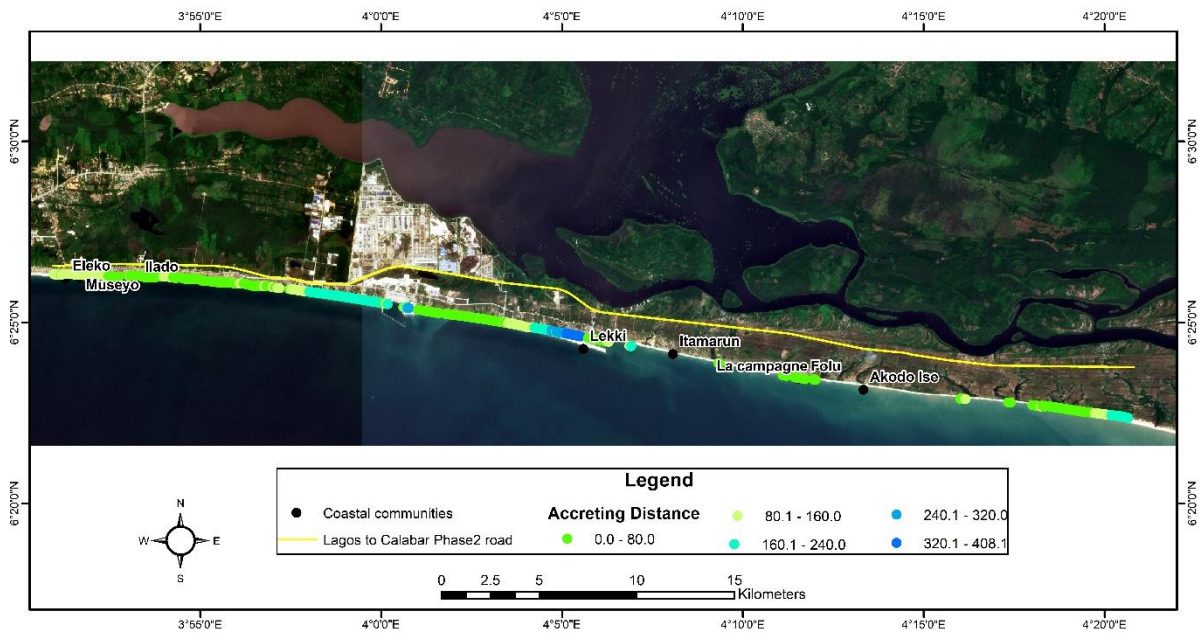 3°55'0"E 4°0'0"E 4°5'0"E 4°10'0"E 4°15'0"E 4°20'0"E
6°30'0"N 6°30'0"N
Eleko Ilado
Museyo
6°25'0"N 6°25'0"N
Lekki Itamarun
La campagne Folu Akodo Ise
6°20'0"N 6°20'0"N
Legend
Coastal communities
Lagos to Calabar Phase2 road
Accreting Distance
0.0 - 80.0
80.1 - 160.0
160.1 - 240.0
240.1 - 320.0
320.1 - 408.1
N
W E
S
0 2.5 5 10 15
Kilometers
3°55'0"E 4°0'0"E 4°5'0"E 4°10'0"E 4°15'0"E 4°20'0"E